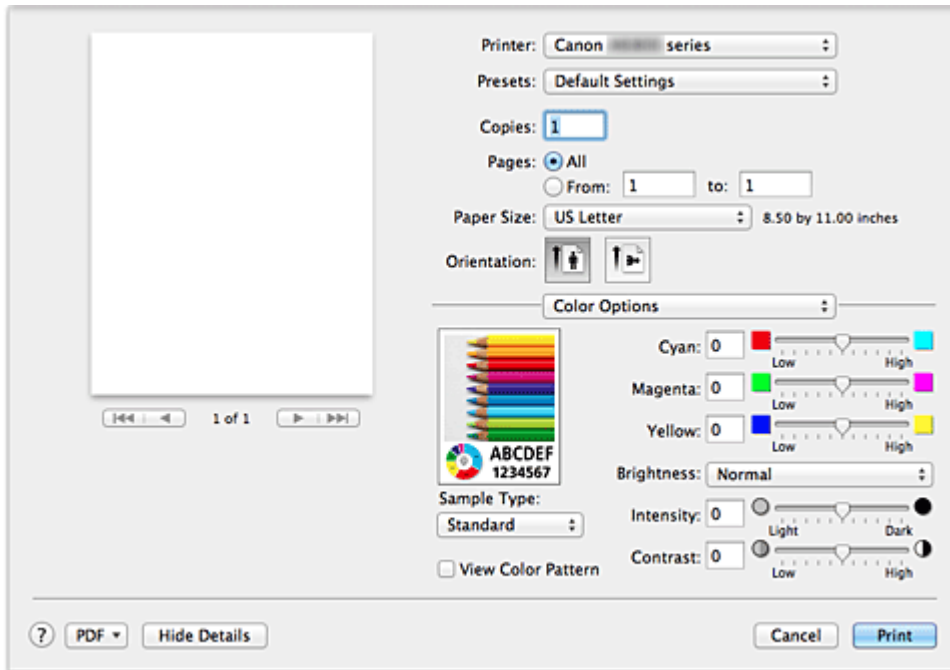 Printer: Canon series
Presets: Default Settings
Copies: 1
Pages: All
From: 1 to: 1
Paper Size: US Letter 8.50 by 11.00 inches
Orientation:
Color Options
1 of 1
ABCDEF
1234567
Sample Type:
Standard
View Color Pattern
Cyan: 0
Low High
Magenta: 0
Low High
Yellow: 0
Low High
Brightness: Normal
Intensity: 0
Light Dark
Contrast: 0
Low High
? PDF Hide Details Cancel Print